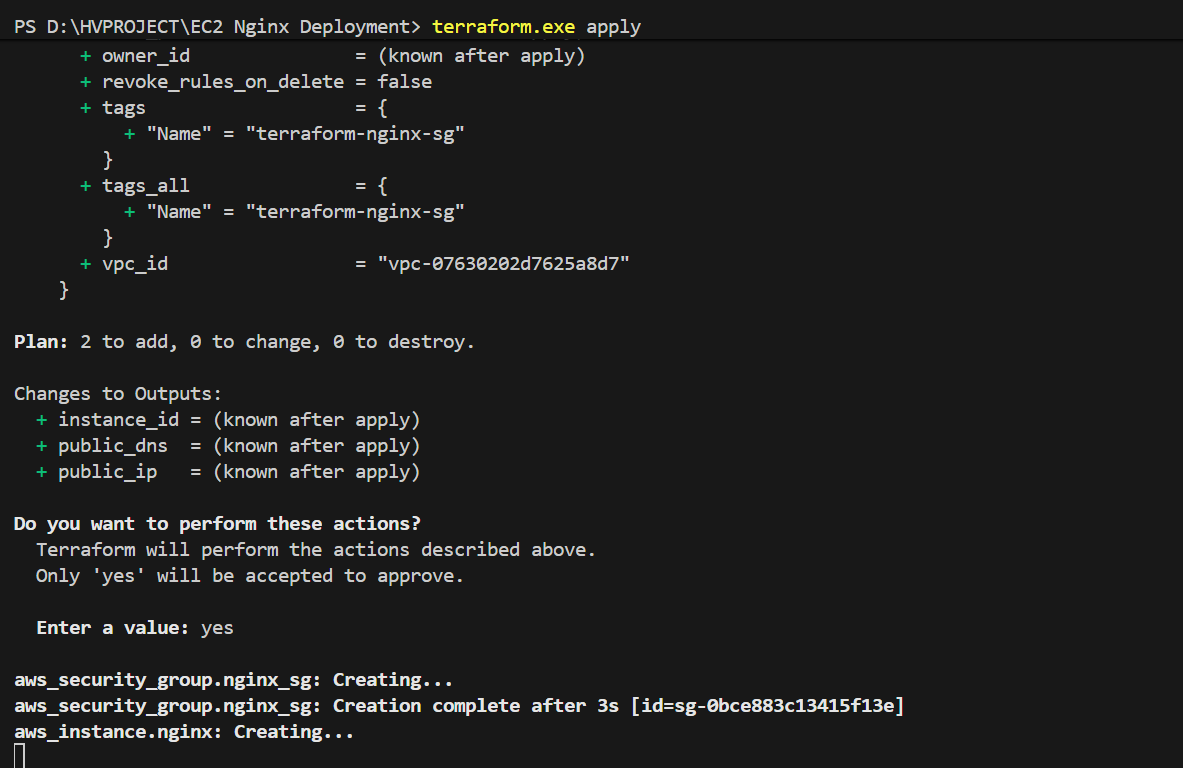 PS D:\HVPROJECT\EC2 Nginx Deployment> terraform.exe apply
      + owner_id               = (known after apply)
      + revoke_rules_on_delete = false
      + tags                   = {
          + "Name" = "terraform-nginx-sg"
        }
      + tags_all               = {
          + "Name" = "terraform-nginx-sg"
        }
      + vpc_id                 = "vpc-07630202d7625a8d7"
    }

Plan: 2 to add, 0 to change, 0 to destroy.

Changes to Outputs:
  + instance_id = (known after apply)
  + public_dns  = (known after apply)
  + public_ip   = (known after apply)

Do you want to perform these actions?
  Terraform will perform the actions described above.
  Only 'yes' will be accepted to approve.

  Enter a value: yes

aws_security_group.nginx_sg: Creating...
aws_security_group.nginx_sg: Creation complete after 3s [id=sg-0bce883c13415f13e]
aws_instance.nginx: Creating...